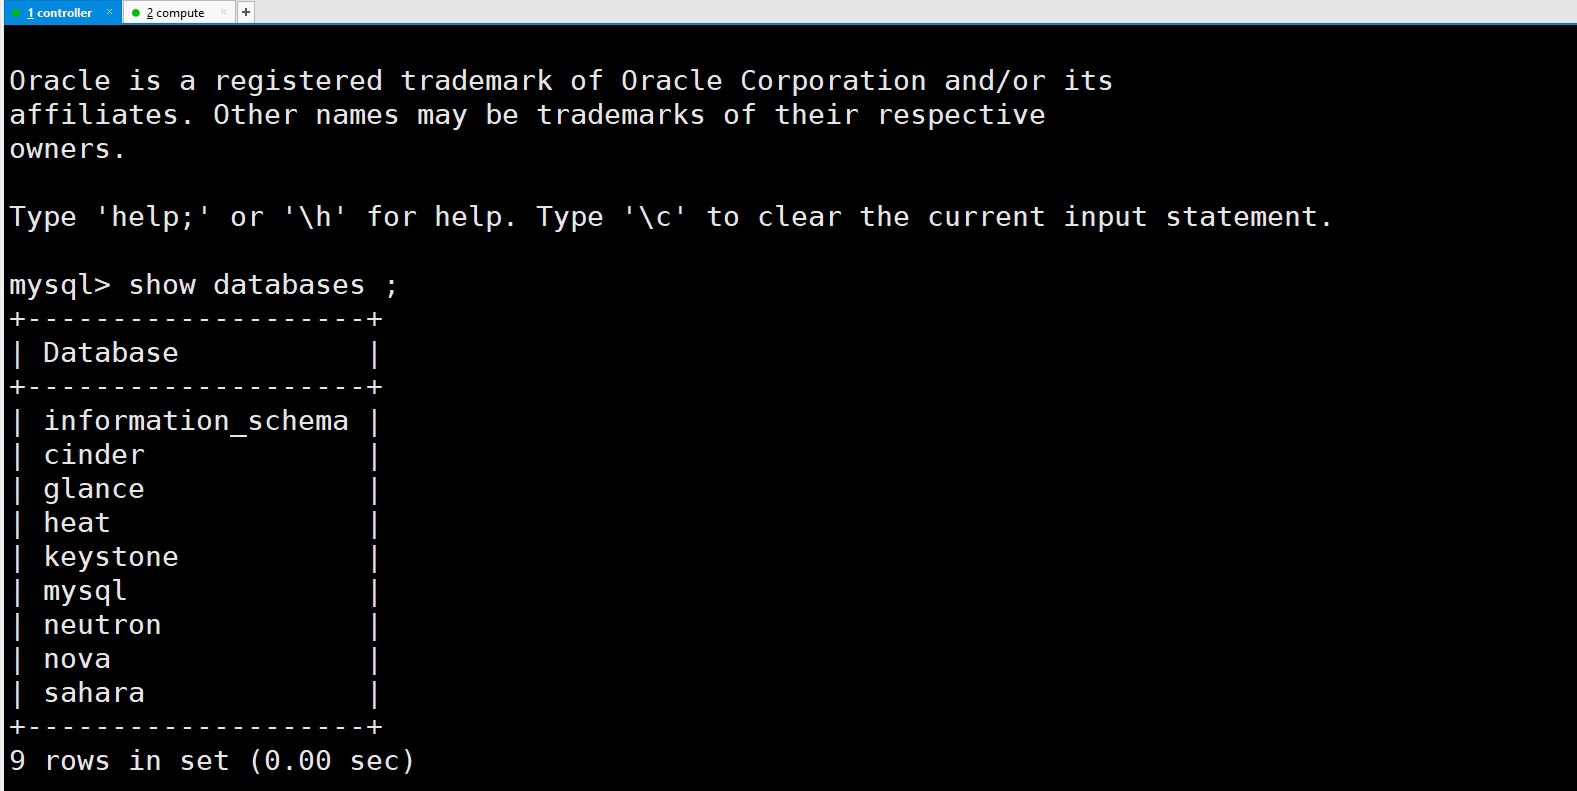 1 controller × 2 compute × +
Oracle is a registered trademark of Oracle Corporation and/or its
affiliates. Other names may be trademarks of their respective
owners.
Type 'help;' or '\h' for help. Type '\c' to clear the current input statement.
mysql> show databases ;
+--------------------+
| Database           |
+--------------------+
| information_schema |
| cinder             |
| glance             |
| heat               |
| keystone           |
| mysql              |
| neutron            |
| nova               |
| sahara             |
+--------------------+
9 rows in set (0.00 sec)